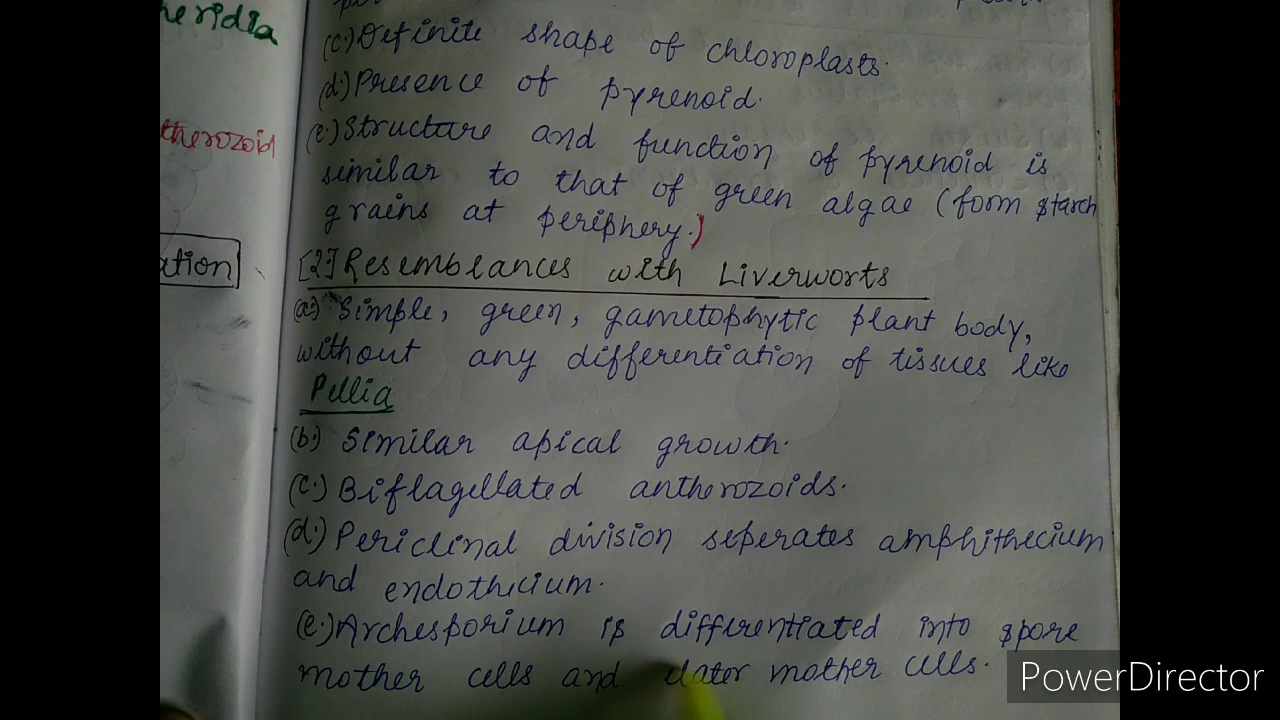 eridia
(c.) Definite shape of chloroplasts.
(d.) Presence of pyrenoid.
therozoid
(e.) Structure and function of pyrenoid is
similar to that of green algae (form starch
grains at periphery.)
ation
[2.] Resemblances with Liverworts
(a.) Simple, green, gametophytic plant body,
without any differentiation of tissues like
Pellia
(b.) Similar apical growth.
(c.) Biflagellated antherozoids.
(d.) Periclinal division seperates amphithecium
and endothecium.
(e.) Archesporium is differentiated into spore
mother cells and elater mother cells.
PowerDirector